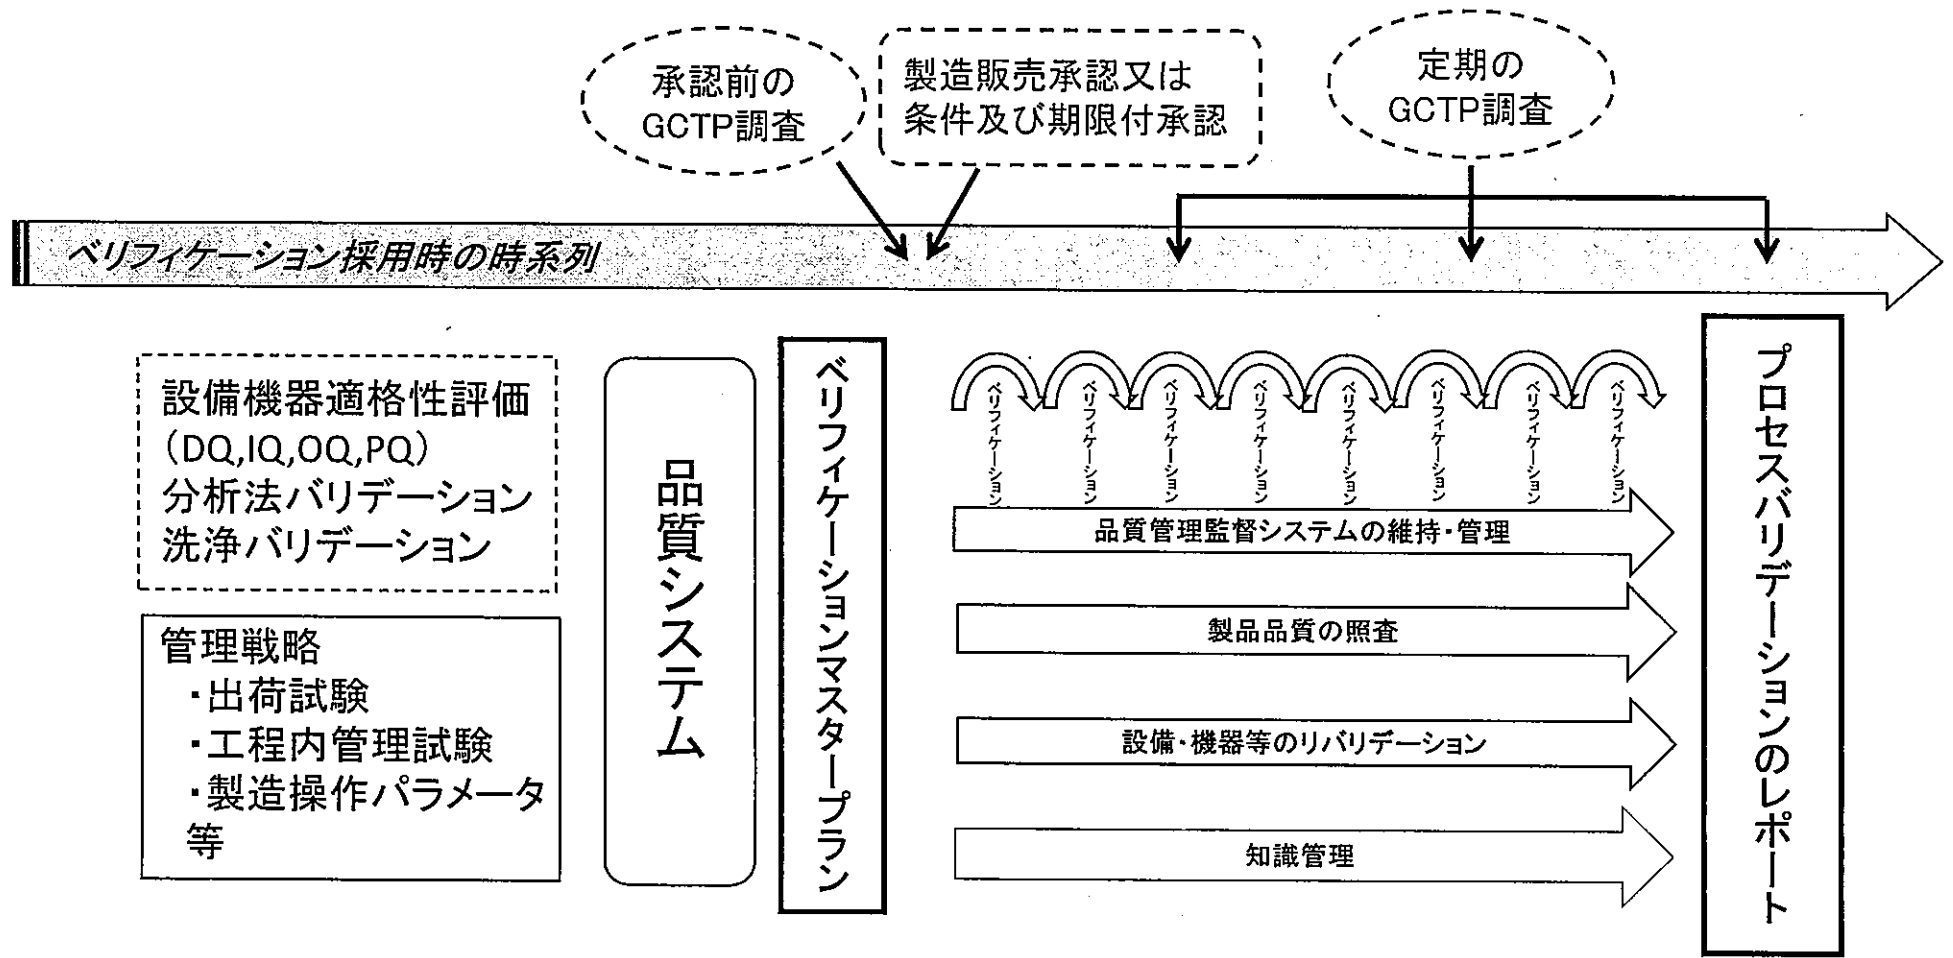 承認前の
GCTP調査
製造販売承認又は
条件及び期限付承認
定期の
GCTP調査
ベリフィケーション採用時の時系列
設備機器適格性評価
（DQ,IQ,OQ,PQ）
分析法バリデーション
洗浄バリデーション
管理戦略
・出荷試験
・工程内管理試験
・製造操作パラメータ
等
品質システム
ベリフィケーションマスタープラン
ベリフィケーション
ベリフィケーション
ベリフィケーション
ベリフィケーション
ベリフィケーション
ベリフィケーション
ベリフィケーション
ベリフィケーション
品質管理監督システムの維持・管理
製品品質の照査
設備・機器等のリバリデーション
知識管理
プロセスバリデーションのレポート